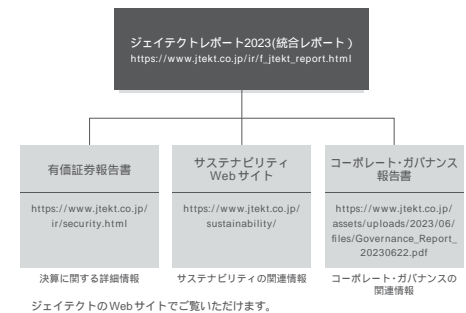 ジェイテクトレポート2023(統合レポート)
https://www.jtekt.co.jp/ir/f_jtekt_report.html
有価証券報告書
https://www.jtekt.co.jp/
ir/security.html
決算に関する詳細情報
サステナビリティ
Webサイト
https://www.jtekt.co.jp/
sustainability/
サステナビリティの関連情報
コーポレート・ガバナンス
報告書
https://www.jtekt.co.jp/
assets/uploads/2023/06/
files/Governance_Report_
20230622.pdf
コーポレート・ガバナンスの
関連情報
ジェイテクトのWebサイトでご覧いただけます。